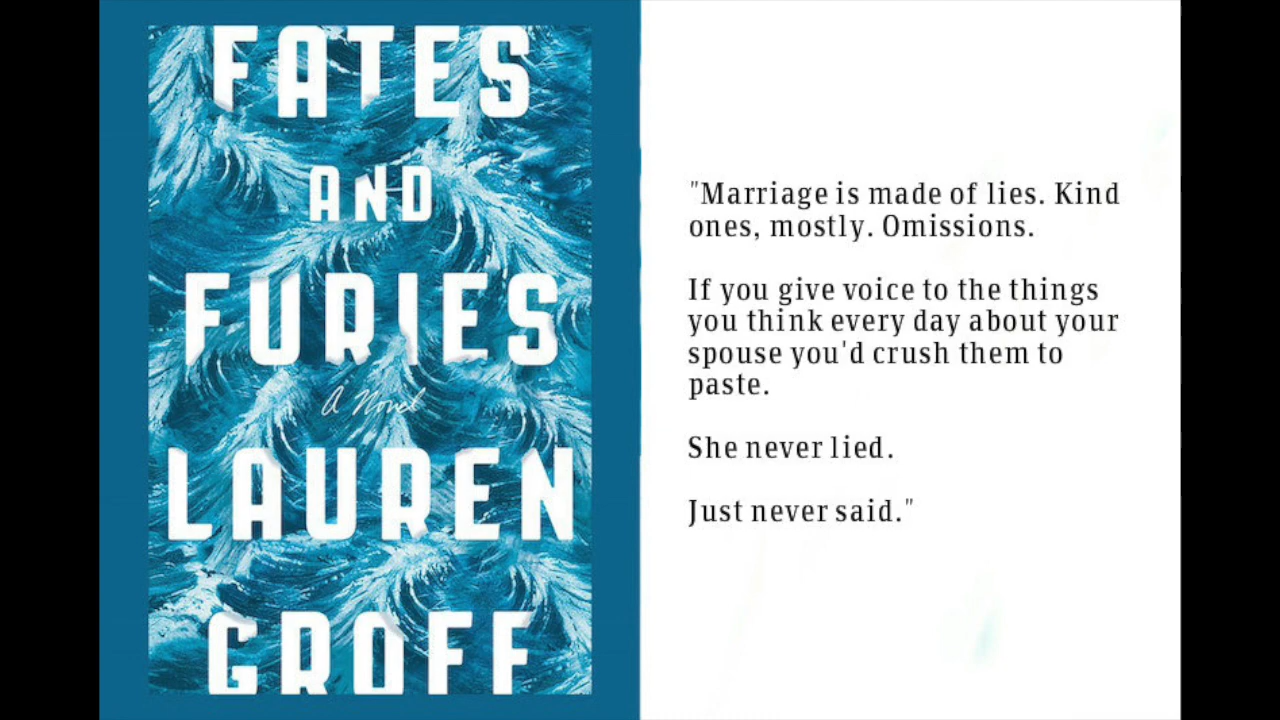 FATES
AND
FURIES
A Novel
LAUREN
GROFF
"Marriage is made of lies. Kind
ones, mostly. Omissions.
If you give voice to the things
you think every day about your
spouse you'd crush them to
paste.
She never lied.
Just never said."